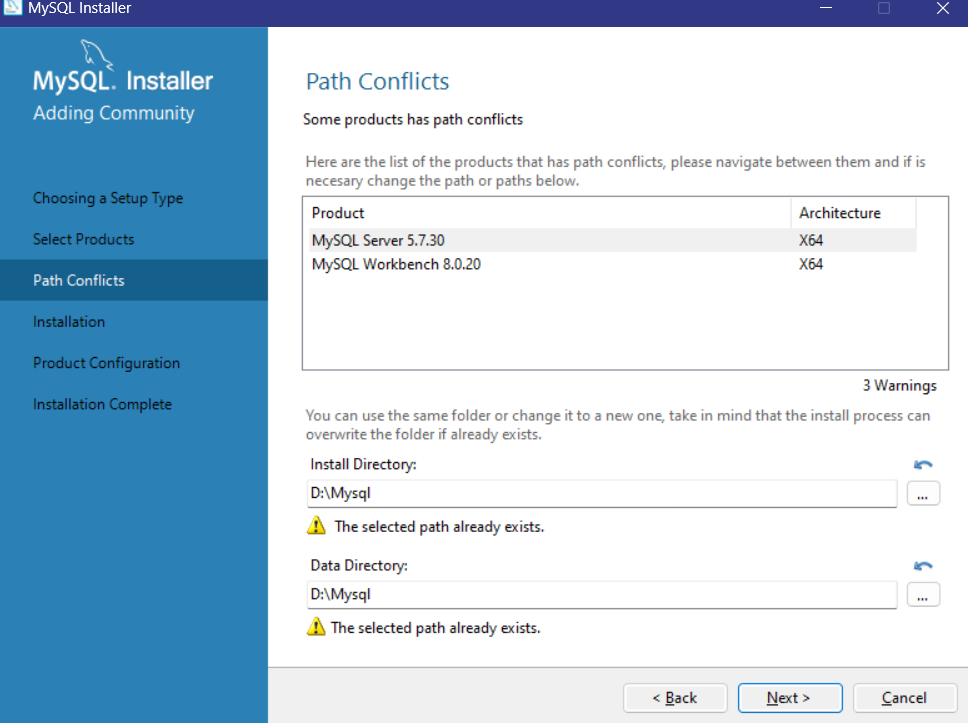 MySQL Installer
MySQL. Installer
Adding Community
Choosing a Setup Type
Select Products
Path Conflicts
Installation
Product Configuration
Installation Complete
Path Conflicts
Some products has path conflicts
Here are the list of the products that has path conflicts, please navigate between them and if is
necesary change the path or paths below.
Product Architecture
MySQL Server 5.7.30 X64
MySQL Workbench 8.0.20 X64
3 Warnings
You can use the same folder or change it to a new one, take in mind that the install process can
overwrite the folder if already exists.
Install Directory:
D:\Mysql
...
The selected path already exists.
Data Directory:
D:\Mysql
...
The selected path already exists.
< Back Next > Cancel